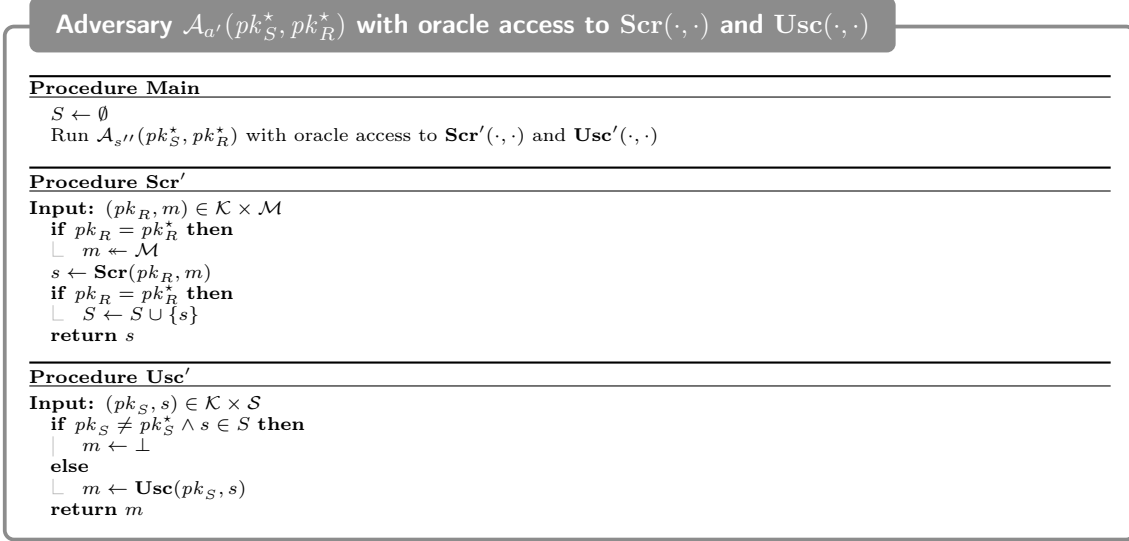 Adversary 𝒜_{a′}(pk_S^⋆, pk_R^⋆) with oracle access to Scr(·, ·) and Usc(·, ·)
Procedure Main
S ← ∅
Run 𝒜_{s′′}(pk_S^⋆, pk_R^⋆) with oracle access to Scr′(·, ·) and Usc′(·, ·)
Procedure Scr′
Input: (pk_R, m) ∈ 𝒦 × ℳ
if pk_R = pk_R^⋆ then
m ↞ ℳ
s ← Scr(pk_R, m)
if pk_R = pk_R^⋆ then
S ← S ∪ {s}
return s
Procedure Usc′
Input: (pk_S, s) ∈ 𝒦 × 𝒮
if pk_S ≠ pk_S^⋆ ∧ s ∈ S then
m ← ⊥
else
m ← Usc(pk_S, s)
return m